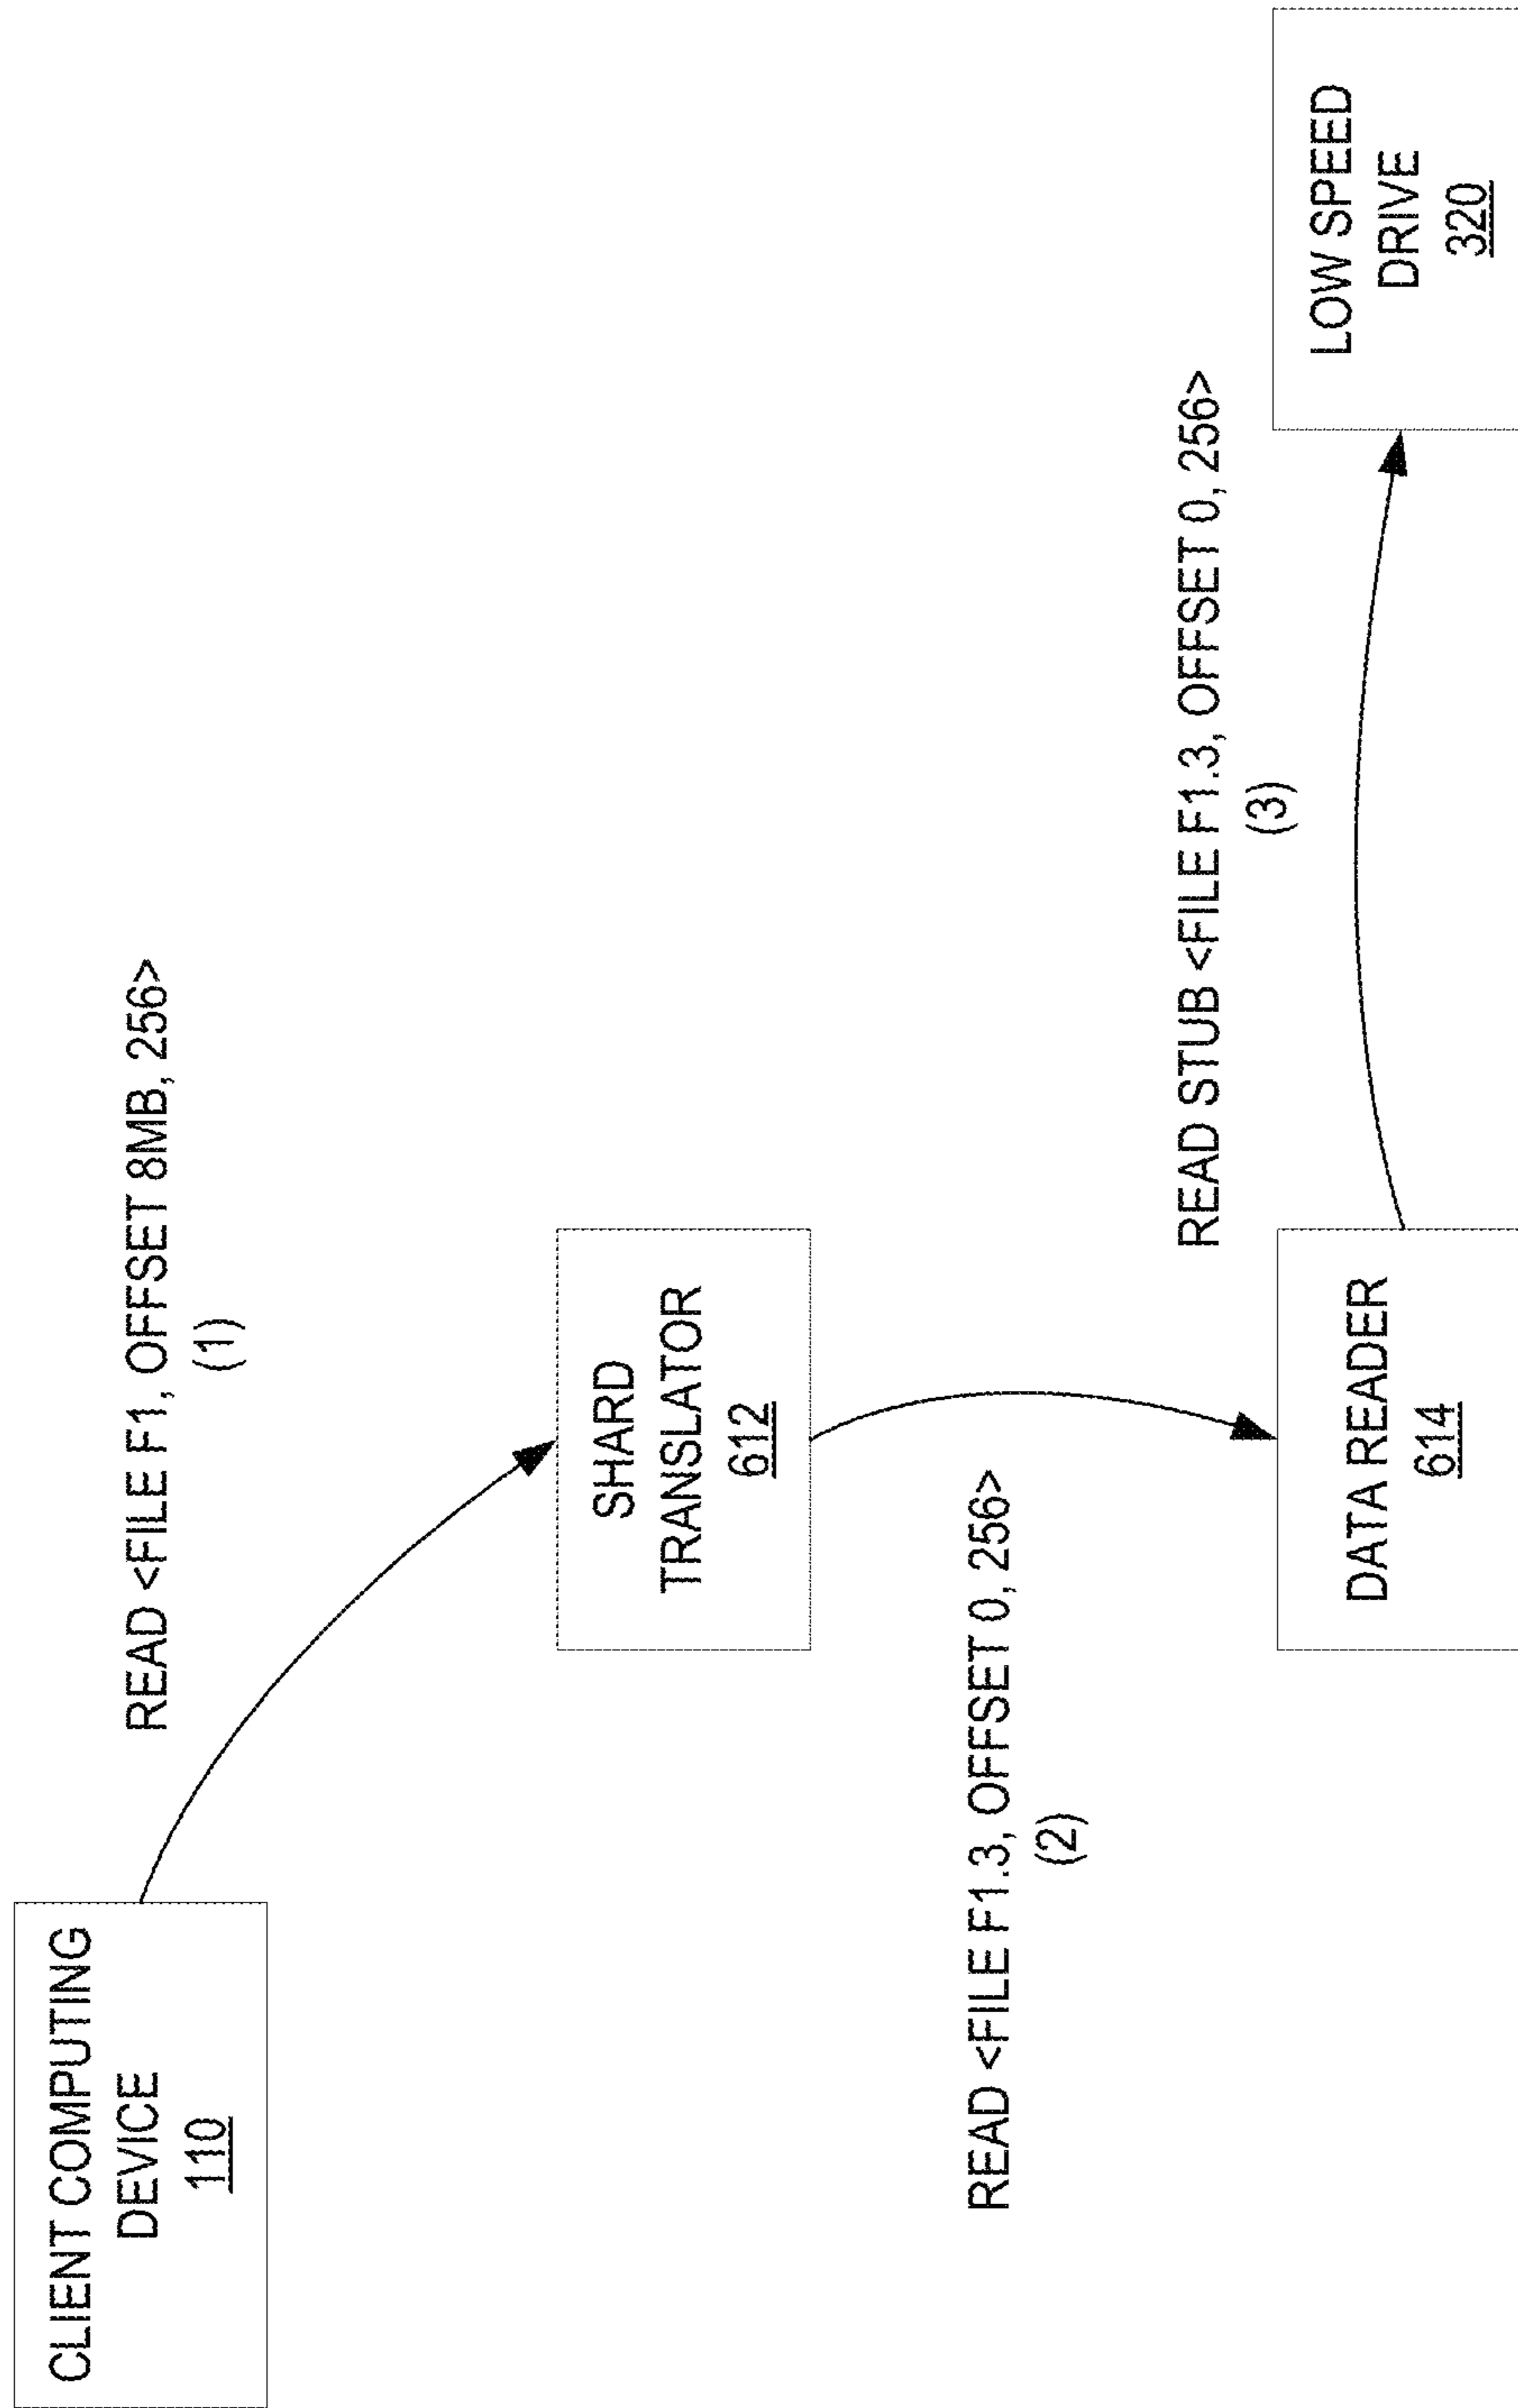 CLIENT COMPUTING
DEVICE
110
READ <FILE F1, OFFSET 8MB, 256>
(1)
SHARD
TRANSLATOR
612
READ <FILE F1.3, OFFSET 0, 256>
(2)
DATA READER
614
READ STUB <FILE F1.3, OFFSET 0, 256>
(3)
LOW SPEED
DRIVE
320